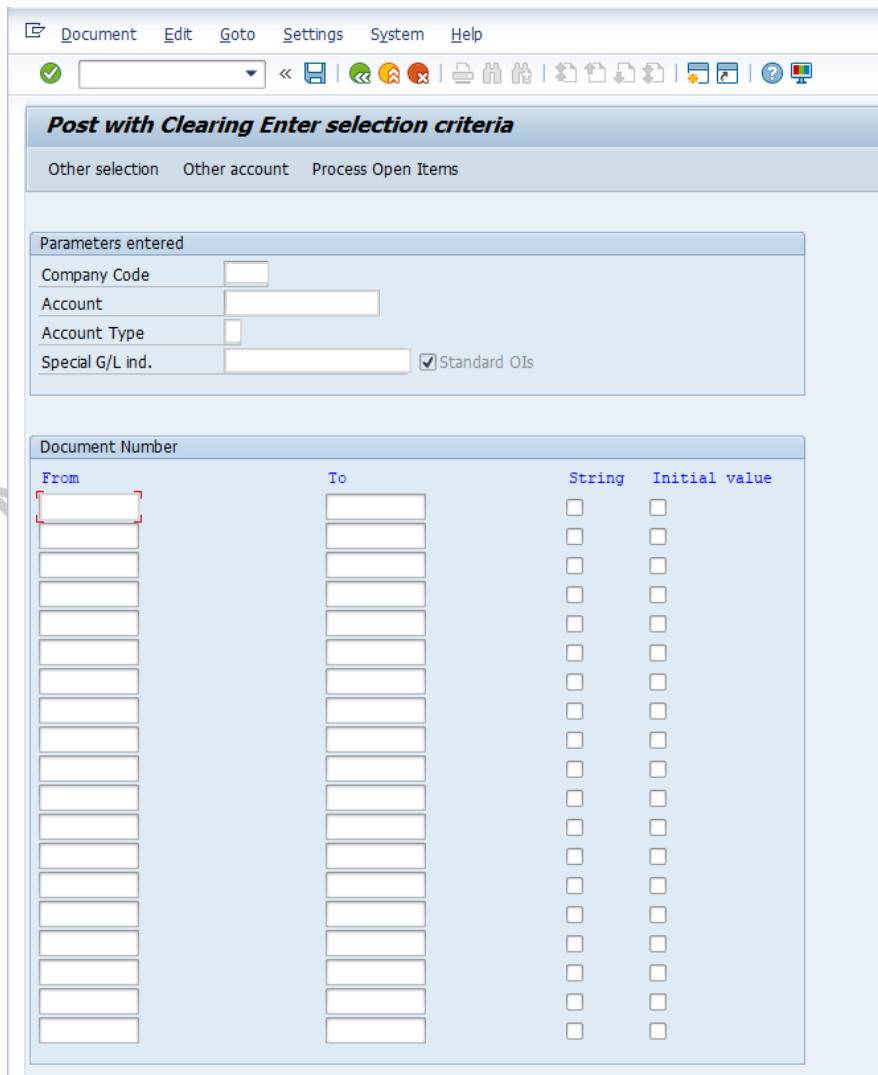 Document Edit Goto Settings System Help
Post with Clearing Enter selection criteria
Other selection Other account Process Open Items
Parameters entered
Company Code
Account
Account Type
Special G/L ind. Standard OIs
Document Number
From To String Initial value